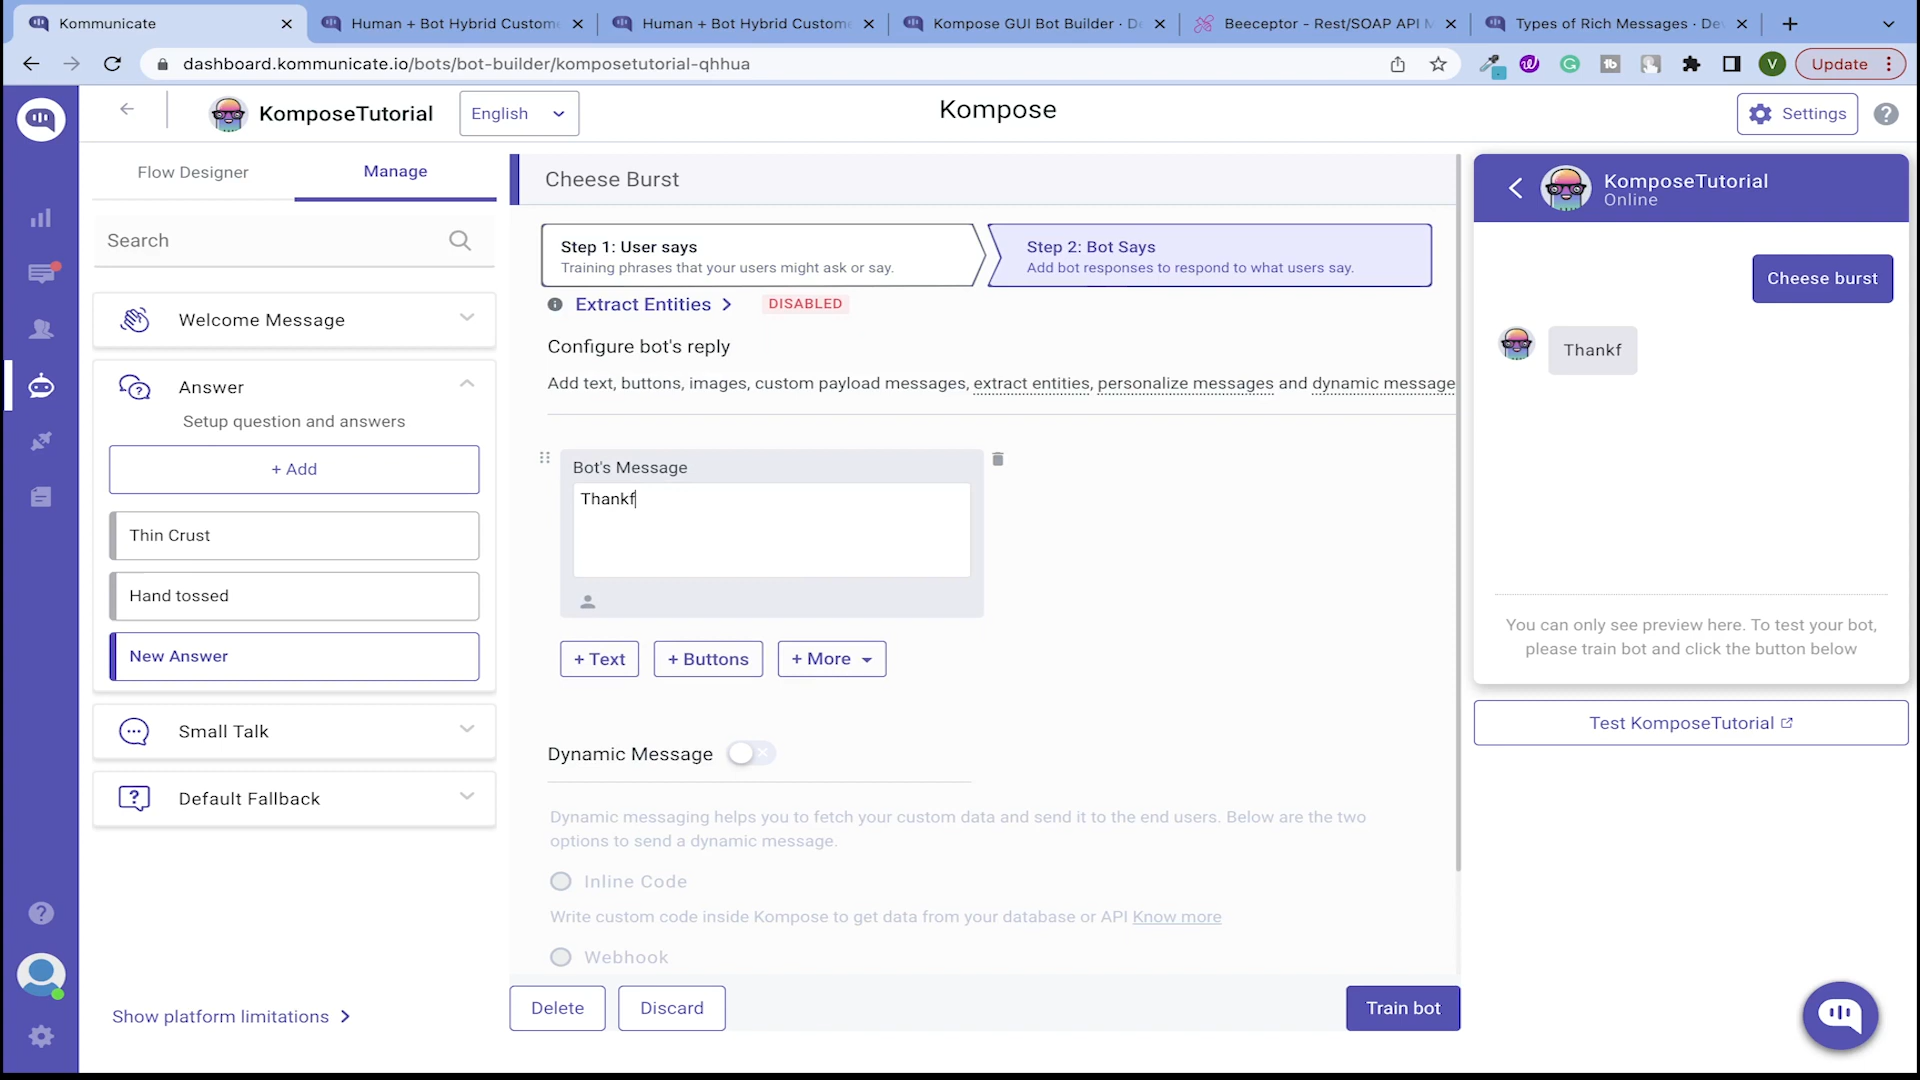 Kommunicate
Human + Bot Hybrid Custome
Human + Bot Hybrid Custome
Kompose GUI Bot Builder · De
Beeceptor - Rest/SOAP API M
Types of Rich Messages · Dev
dashboard.kommunicate.io/bots/bot-builder/komposetutorial-qhhua
V
Update
KomposeTutorial
English
Kompose
Settings
Flow Designer
Manage
Search
Welcome Message
Answer
Setup question and answers
+ Add
Thin Crust
Hand tossed
New Answer
Small Talk
Default Fallback
Show platform limitations
Cheese Burst
Step 1: User says
Training phrases that your users might ask or say.
Step 2: Bot Says
Add bot responses to respond to what users say.
Extract Entities
DISABLED
Configure bot's reply
Add text, buttons, images, custom payload messages, extract entities, personalize messages and dynamic message
Bot's Message
Thankf
+ Text
+ Buttons
+ More
Dynamic Message
Dynamic messaging helps you to fetch your custom data and send it to the end users. Below are the two
options to send a dynamic message.
Inline Code
Write custom code inside Kompose to get data from your database or API Know more
Webhook
Delete
Discard
Train bot
KomposeTutorial
Online
Cheese burst
Thankf
You can only see preview here. To test your bot,
please train bot and click the button below
Test KomposeTutorial